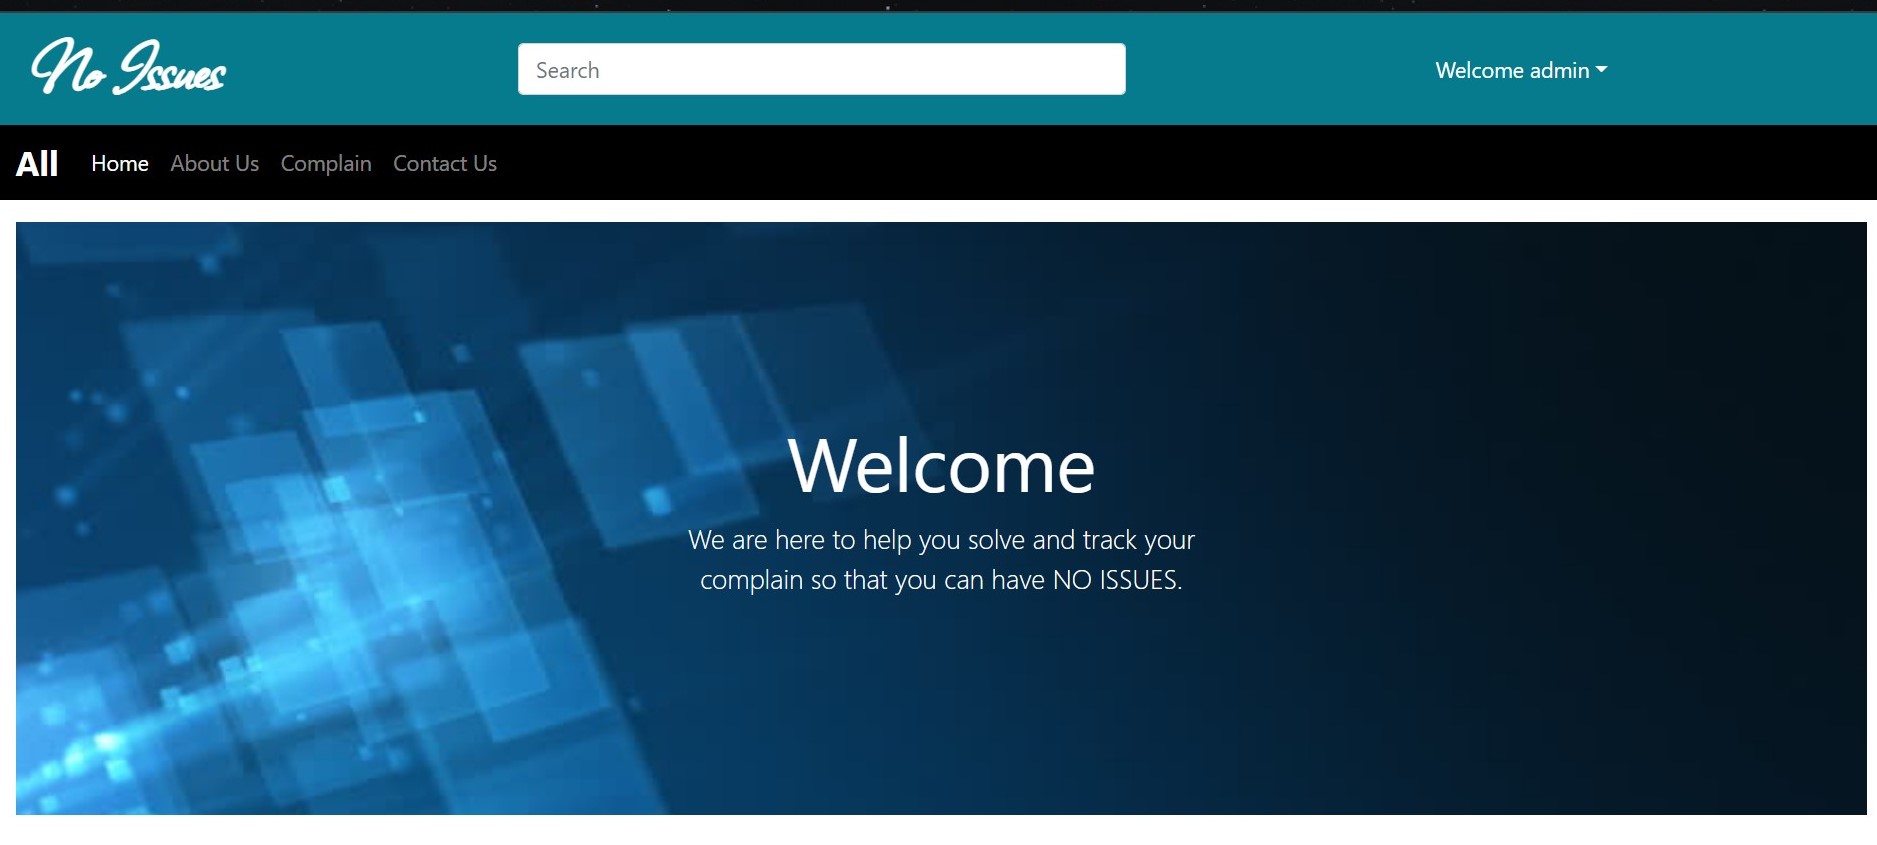 No Issues
Search
Welcome admin
All Home About Us Complain Contact Us
Welcome
We are here to help you solve and track your
complain so that you can have NO ISSUES.